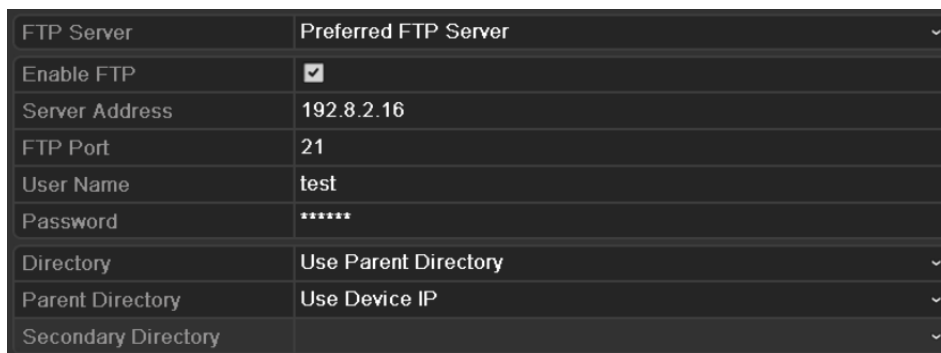 FTP Server Preferred FTP Server
Enable FTP
Server Address 192.8.2.16
FTP Port 21
User Name test
Password ******
Directory Use Parent Directory
Parent Directory Use Device IP
Secondary Directory